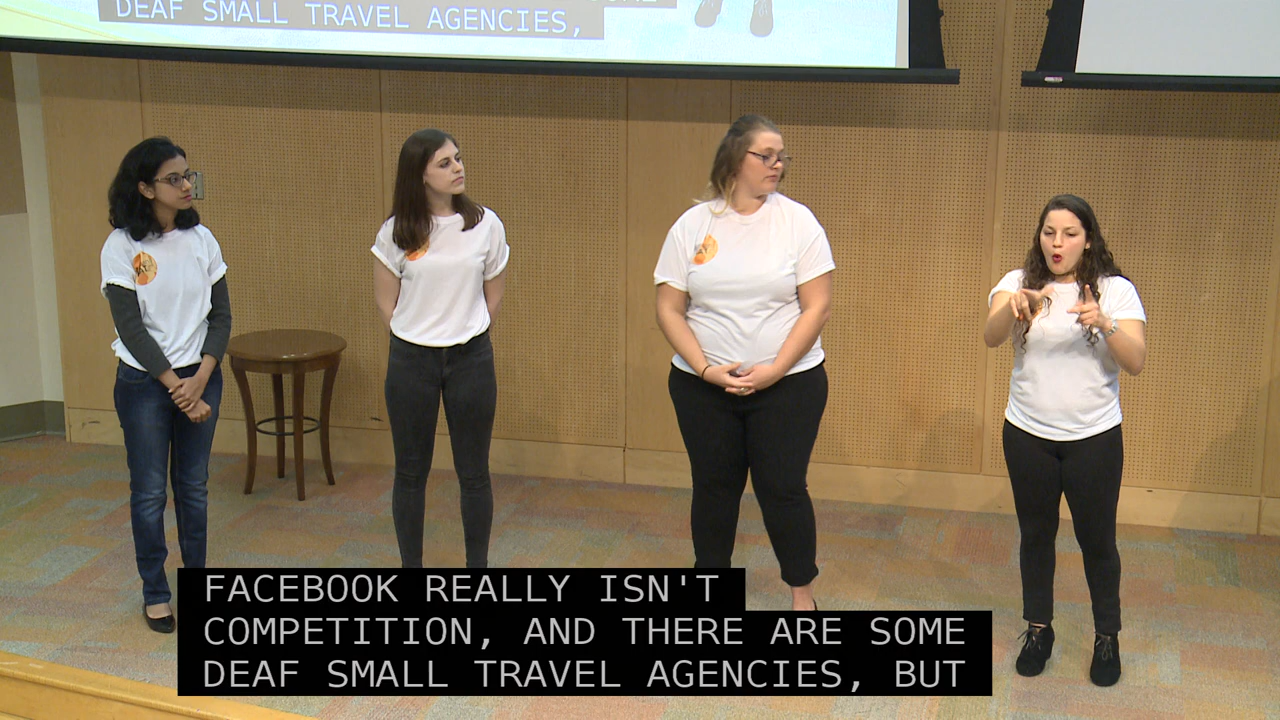 DEAF SMALL TRAVEL AGENCIES,
FACEBOOK REALLY ISN'T
COMPETITION, AND THERE ARE SOME
DEAF SMALL TRAVEL AGENCIES, BUT